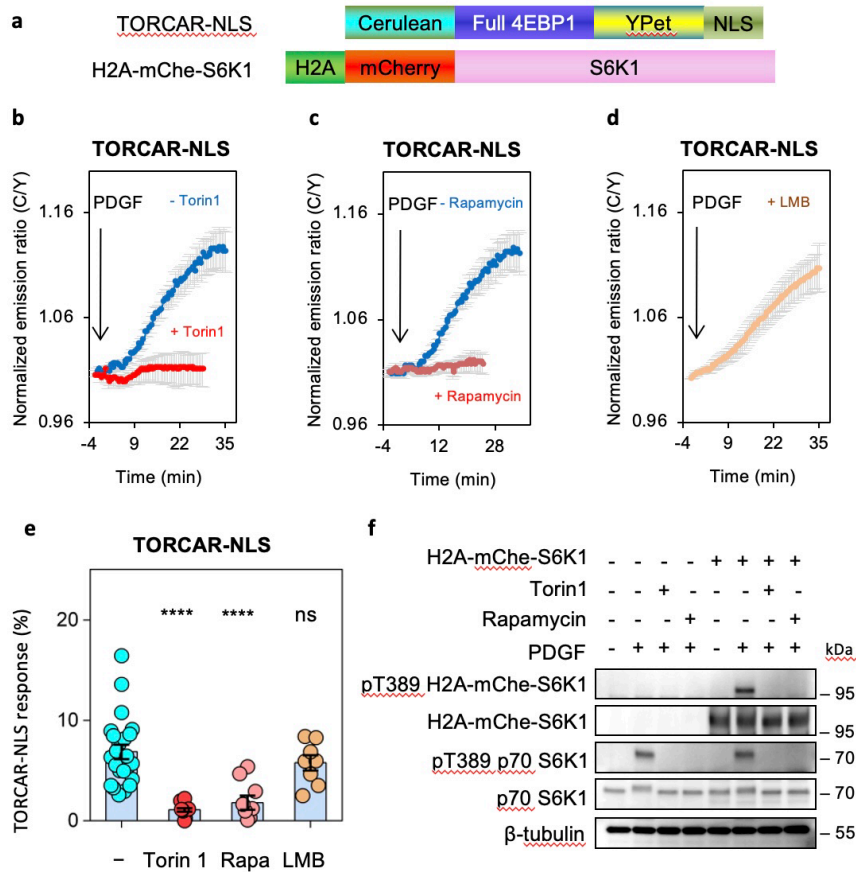 a
TORCAR-NLS Cerulean Full 4EBP1 YPet NLS
H2A-mChe-S6K1 H2A mCherry S6K1
b
TORCAR-NLS
Normalized emission ratio (C/Y)
1.16
1.06
0.96
PDGF
- Torin1
+ Torin1
-4 9 22 35
Time (min)
c
TORCAR-NLS
Normalized emission ratio (C/Y)
1.16
1.06
0.96
PDGF
- Rapamycin
+ Rapamycin
-4 12 28
Time (min)
d
TORCAR-NLS
Normalized emission ratio (C/Y)
1.16
1.06
0.96
PDGF
+ LMB
-4 9 22 35
Time (min)
e
TORCAR-NLS
TORCAR-NLS response (%)
20
10
0
**** **** ns
– Torin 1 Rapa LMB
f
H2A-mChe-S6K1 - - - - + + + +
Torin1 - - + - - - + -
Rapamycin - - - + - - - +
PDGF - + + + - + + +
kDa
pT389 H2A-mChe-S6K1 – 95
H2A-mChe-S6K1 – 95
pT389 p70 S6K1 – 70
p70 S6K1 – 70
β-tubulin – 55